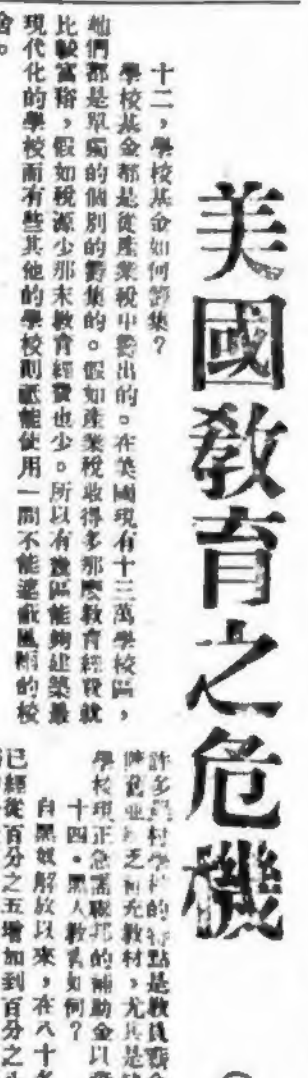 美國教育之危機
十二，學校基金如何籌集？
學校基金都是從產業稅中籌出的。在美國現有十三萬學校區，
她們都是單獨的個別的籌集的。假如產業稅收得多那麼教育經費就
比較富裕，假如稅源少那末教育經費也少。所以有幾區能夠建築最
現代化的學校而有些其他的學校則祇能使用一間不能遮蔽風雨的校
舍。
許多鄉村學校的特點是教員
乏補充教材，尤其是
學校現正急需聯邦的補助金以
十四。黑人教育如何？
自黑奴解放以來，在八十
已經從百分之五增加到百分之